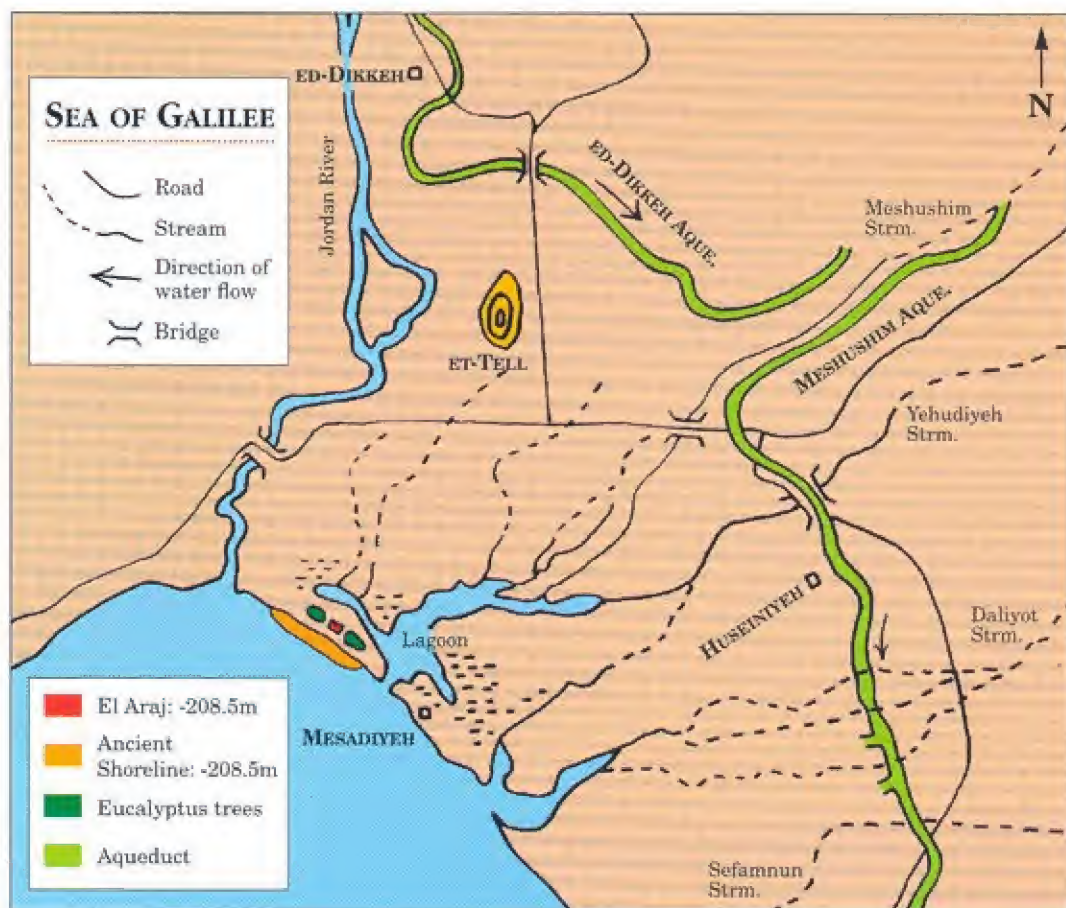 ED-DIKKEH
SEA OF GALILEE
Road
Stream
Direction of
water flow
Bridge
Jordan River
N
ED-DIKKEH AQUE.
Meshushim
Strm.
ET-TELL
MESHUSHIM AQUE.
Yehudiyeh
Strm.
HUSEINIYEH
Daliyot
Strm.
Lagoon
MESADIYEH
El Araj: -208.5m
Ancient
Shoreline: -208.5m
Eucalyptus trees
Aqueduct
Sefamnun
Strm.